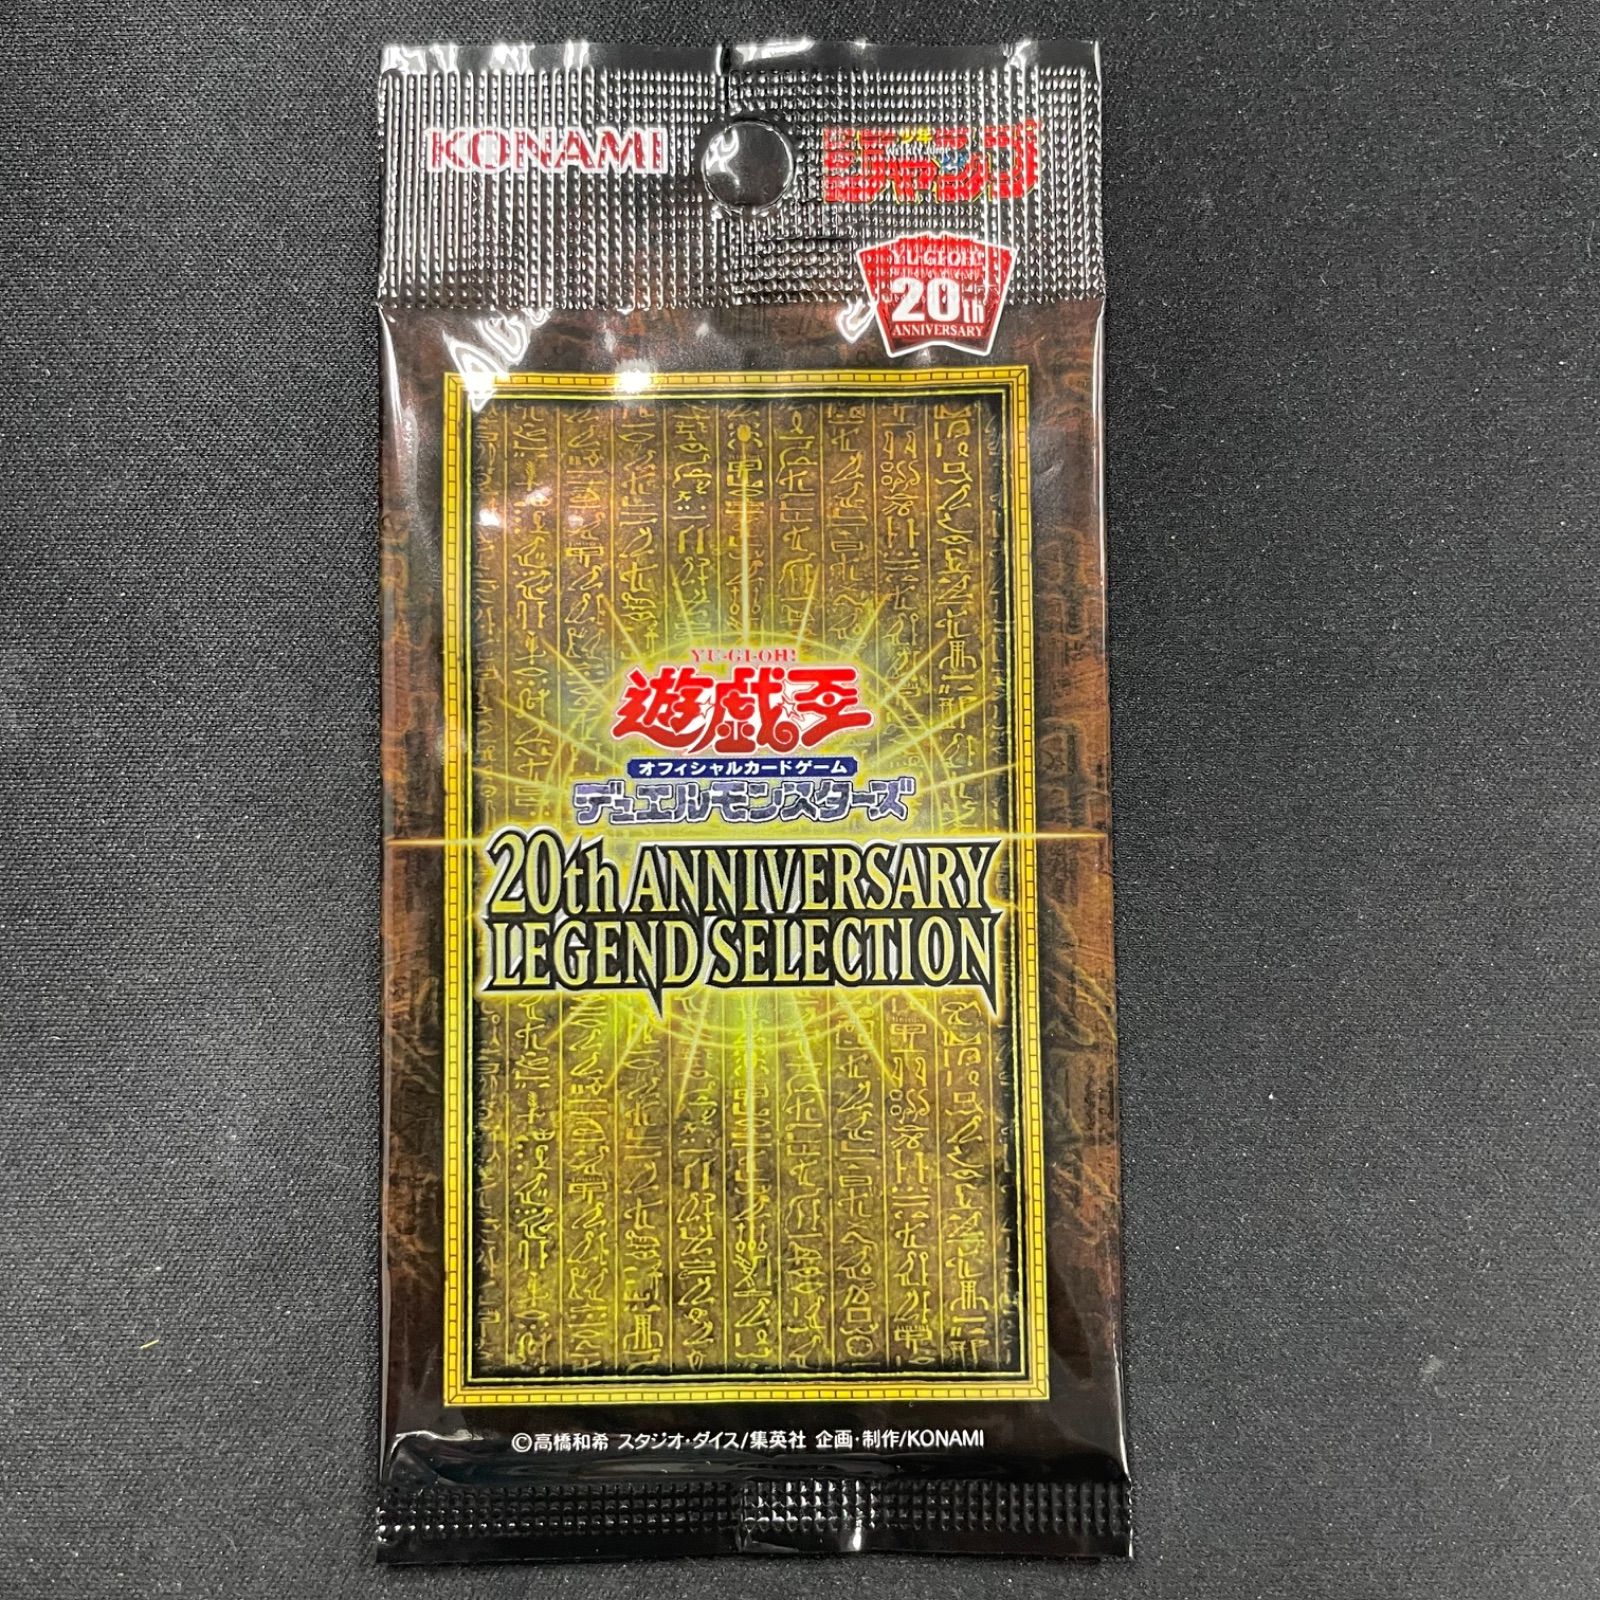 KONAMI
少年
ジャンプ
YU-GI-OH!
20th
ANNIVERSARY
YU-GI-OH!
遊戯王
オフィシャルカードゲーム
デュエルモンスターズ
20th ANNIVERSARY
LEGEND SELECTION
©高橋和希 スタジオ・ダイス/集英社 企画・制作/KONAMI